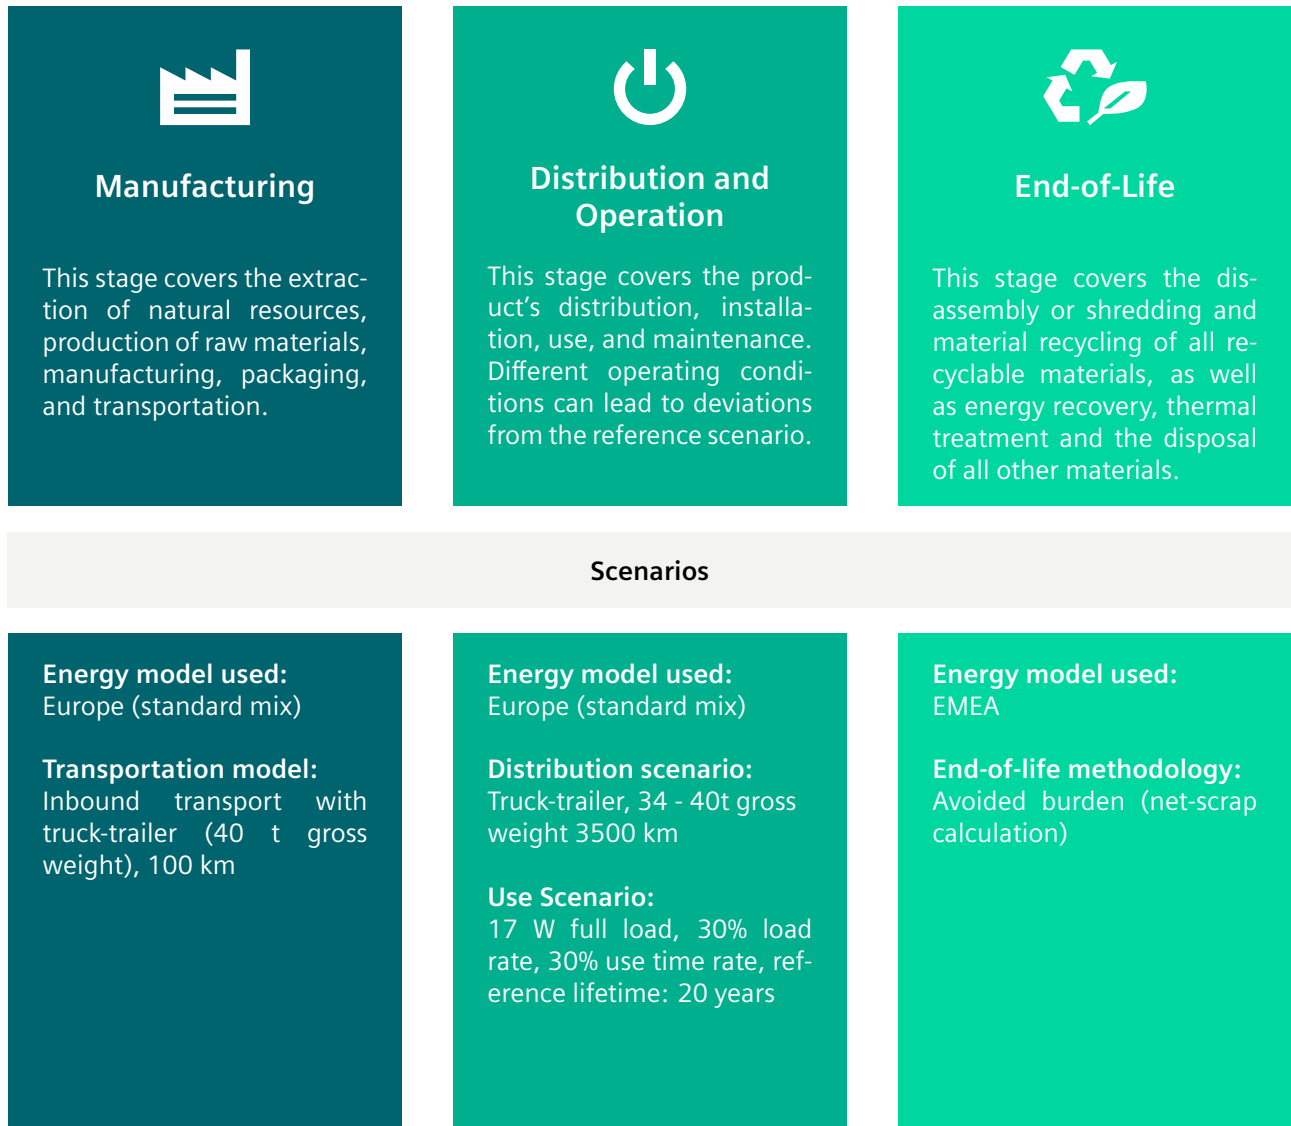 Manufacturing
This stage covers the extrac-
tion of natural resources,
production of raw materials,
manufacturing, packaging,
and transportation.
Distribution and
Operation
This stage covers the prod-
uct's distribution, installa-
tion, use, and maintenance.
Different operating condi-
tions can lead to deviations
from the reference scenario.
End-of-Life
This stage covers the dis-
assembly or shredding and
material recycling of all re-
cyclable materials, as well
as energy recovery, thermal
treatment and the disposal
of all other materials.
Scenarios
Energy model used:
Europe (standard mix)
Transportation model:
Inbound transport with
truck-trailer (40 t gross
weight), 100 km
Energy model used:
Europe (standard mix)
Distribution scenario:
Truck-trailer, 34 - 40t gross
weight 3500 km
Use Scenario:
17 W full load, 30% load
rate, 30% use time rate, ref-
erence lifetime: 20 years
Energy model used:
EMEA
End-of-life methodology:
Avoided burden (net-scrap
calculation)